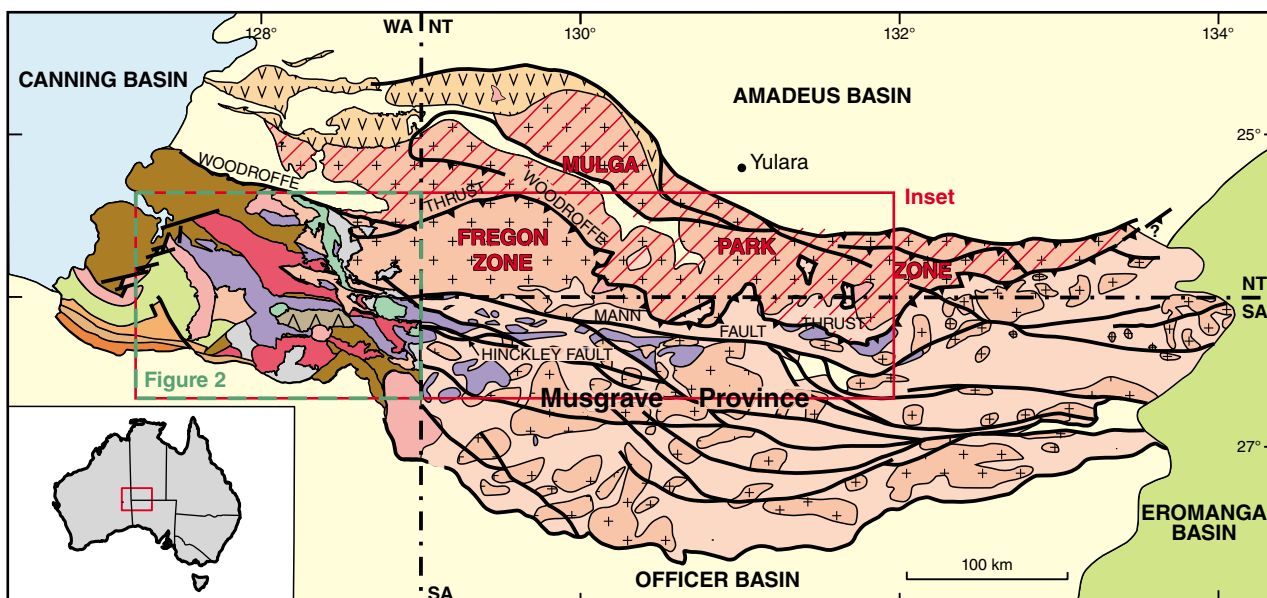 128°
WA
NT
130°
132°
134°
CANNING BASIN
AMADEUS BASIN
25°
WOODROFFE
MULGA
Yulara
THRUST
WOODROFFE
Inset
FREGON
ZONE
PARK
ZONE
?
NT
SA
MANN
FAULT
THRUST
HINCKLEY FAULT
Figure 2
Musgrave Province
27°
EROMANGA
BASIN
100 km
OFFICER BASIN
SA